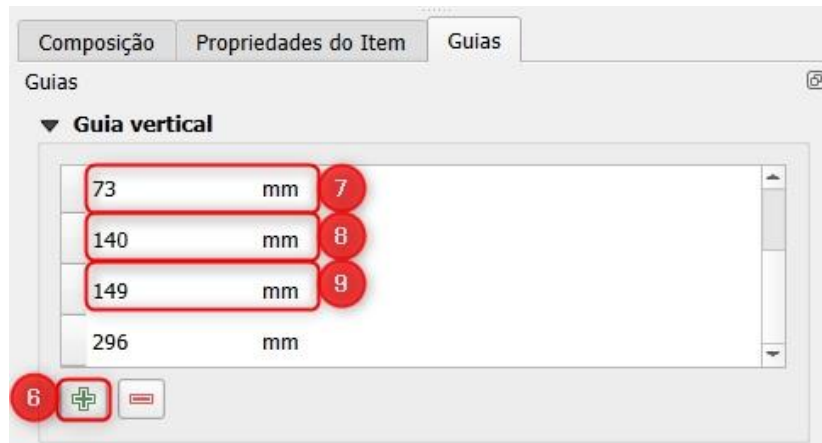 Composição Propriedades do Item Guias
Guias
Guia vertical
73 mm 7
140 mm 8
149 mm 9
296 mm
6